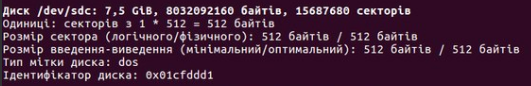 Диск /dev/sdc: 7,5 GiB, 8032092160 байтів, 15687680 секторів
Одиниці: секторів з 1 * 512 = 512 байтів
Розмір сектора (логічного/фізичного): 512 байтів / 512 байтів
Розмір введення-виведення (мінімальний/оптимальний): 512 байтів / 512 байтів
Тип мітки диска: dos
Ідентифікатор диска: 0x01cfddd1